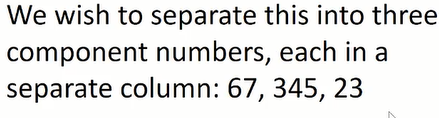 We wish to separate this into three
component numbers, each in a
separate column: 67, 345, 23